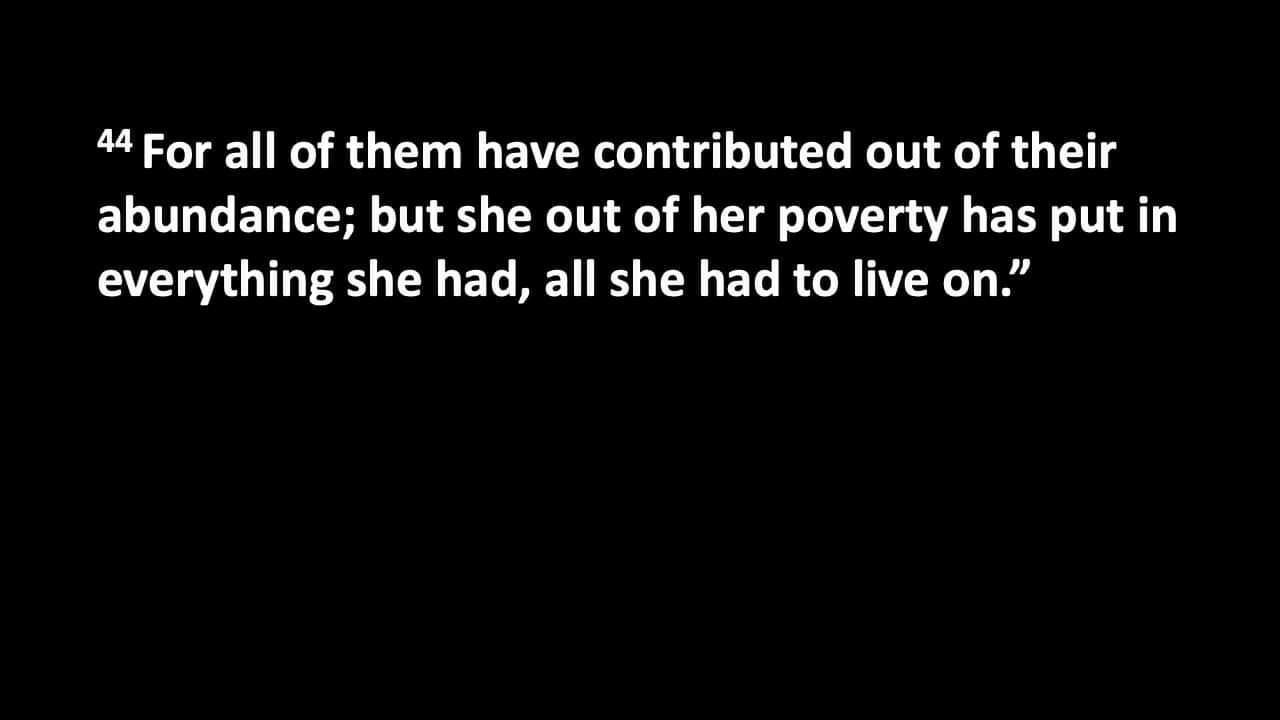 44 For all of them have contributed out of their
abundance; but she out of her poverty has put in
everything she had, all she had to live on.”